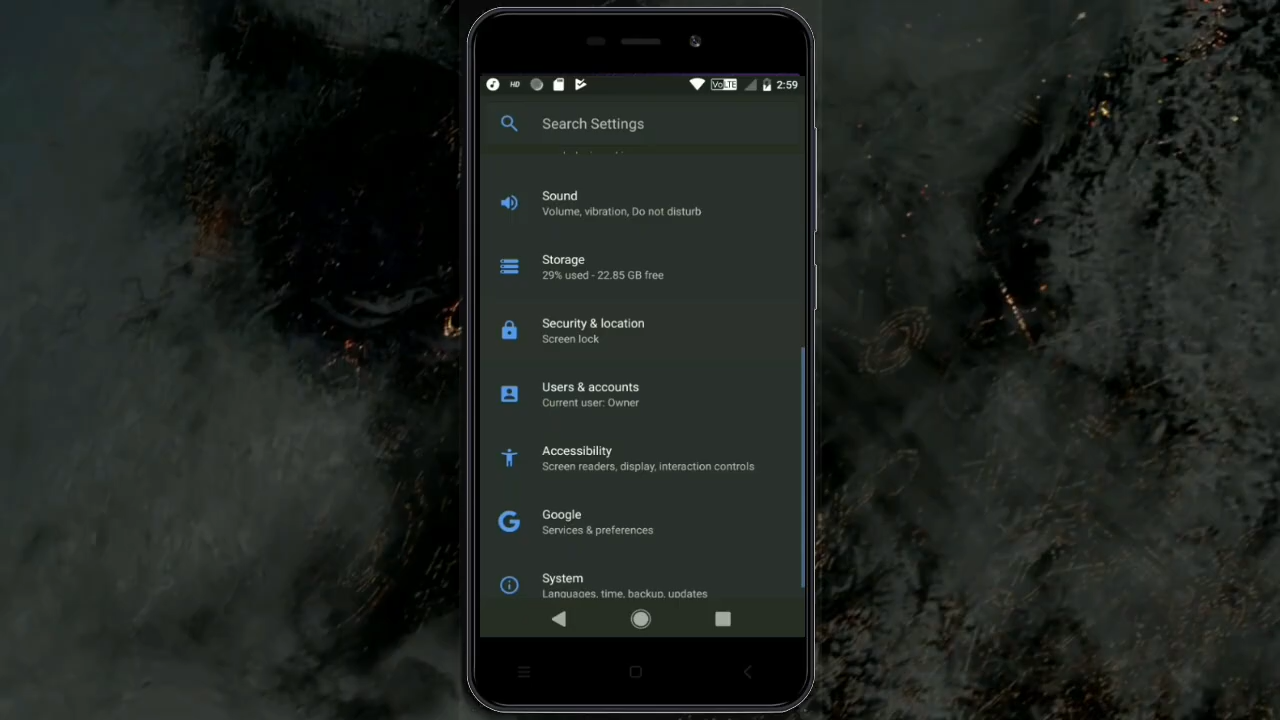 HD
VoLTE
2:59
Search Settings
Sound
Volume, vibration, Do not disturb
Storage
29% used - 22.85 GB free
Security & location
Screen lock
Users & accounts
Current user: Owner
Accessibility
Screen readers, display, interaction controls
Google
Services & preferences
System
Languages, time, backup, updates